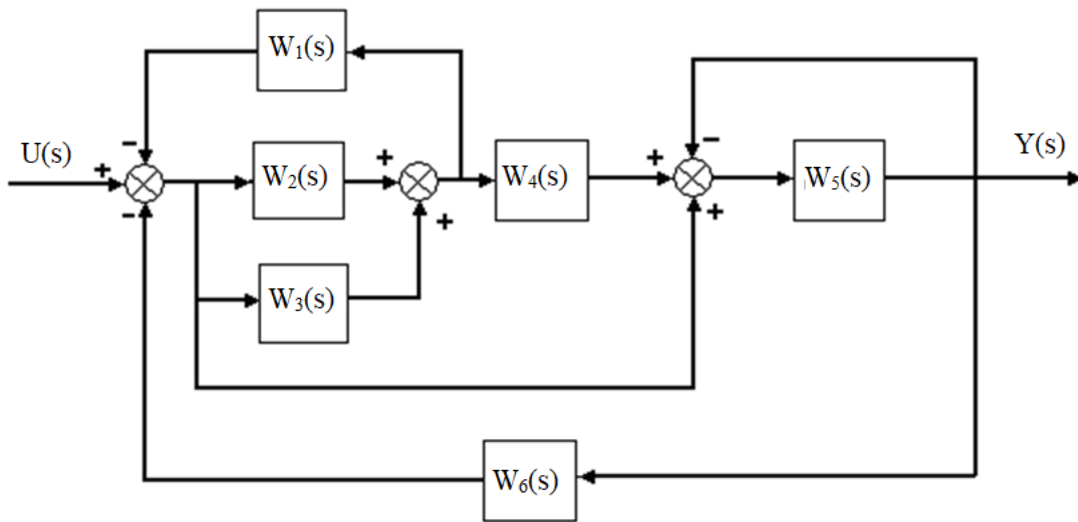 W₁(s)
U(s)
+
−
−
W₂(s)
+
+
W₄(s)
+
−
+
W₅(s)
Y(s)
W₃(s)
W₆(s)